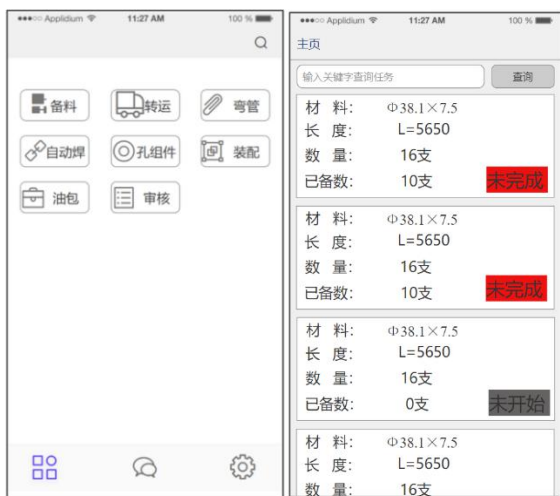 ●●●○○ Applidium 11:27 AM 100 %
备料 转运 弯管
自动焊 孔组件 装配
油包 审核
●●●○○ Applidium 11:27 AM 100 %
主页
输入关键字查询任务 查询
材 料: Φ38.1×7.5
长 度: L=5650
数 量: 16支
已备数: 10支 未完成
材 料: Φ38.1×7.5
长 度: L=5650
数 量: 16支
已备数: 10支 未完成
材 料: Φ38.1×7.5
长 度: L=5650
数 量: 16支
已备数: 0支 未开始
材 料: Φ38.1×7.5
长 度: L=5650
数 量: 16支